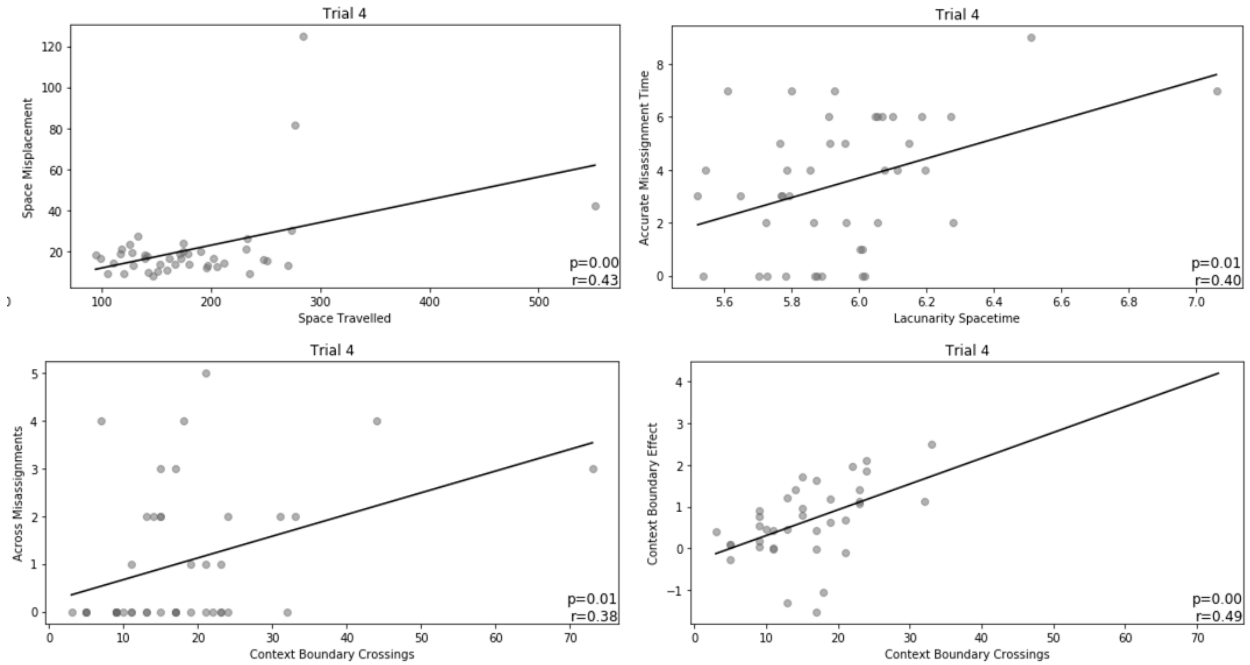 Trial 4
120
100
80
60
40
20
Space Misplacement
100
200
300
400
500
Space Travelled
p=0.00
r=0.43
0
Trial 4
8
6
4
2
0
Accurate Misassignment Time
5.6
5.8
6.0
6.2
6.4
6.6
6.8
7.0
Lacunarity Spacetime
p=0.01
r=0.40
Trial 4
5
4
3
2
1
0
Across Misassignments
0
10
20
30
40
50
60
70
Context Boundary Crossings
p=0.01
r=0.38
Trial 4
4
3
2
1
0
−1
Context Boundary Effect
0
10
20
30
40
50
60
70
Context Boundary Crossings
p=0.00
r=0.49